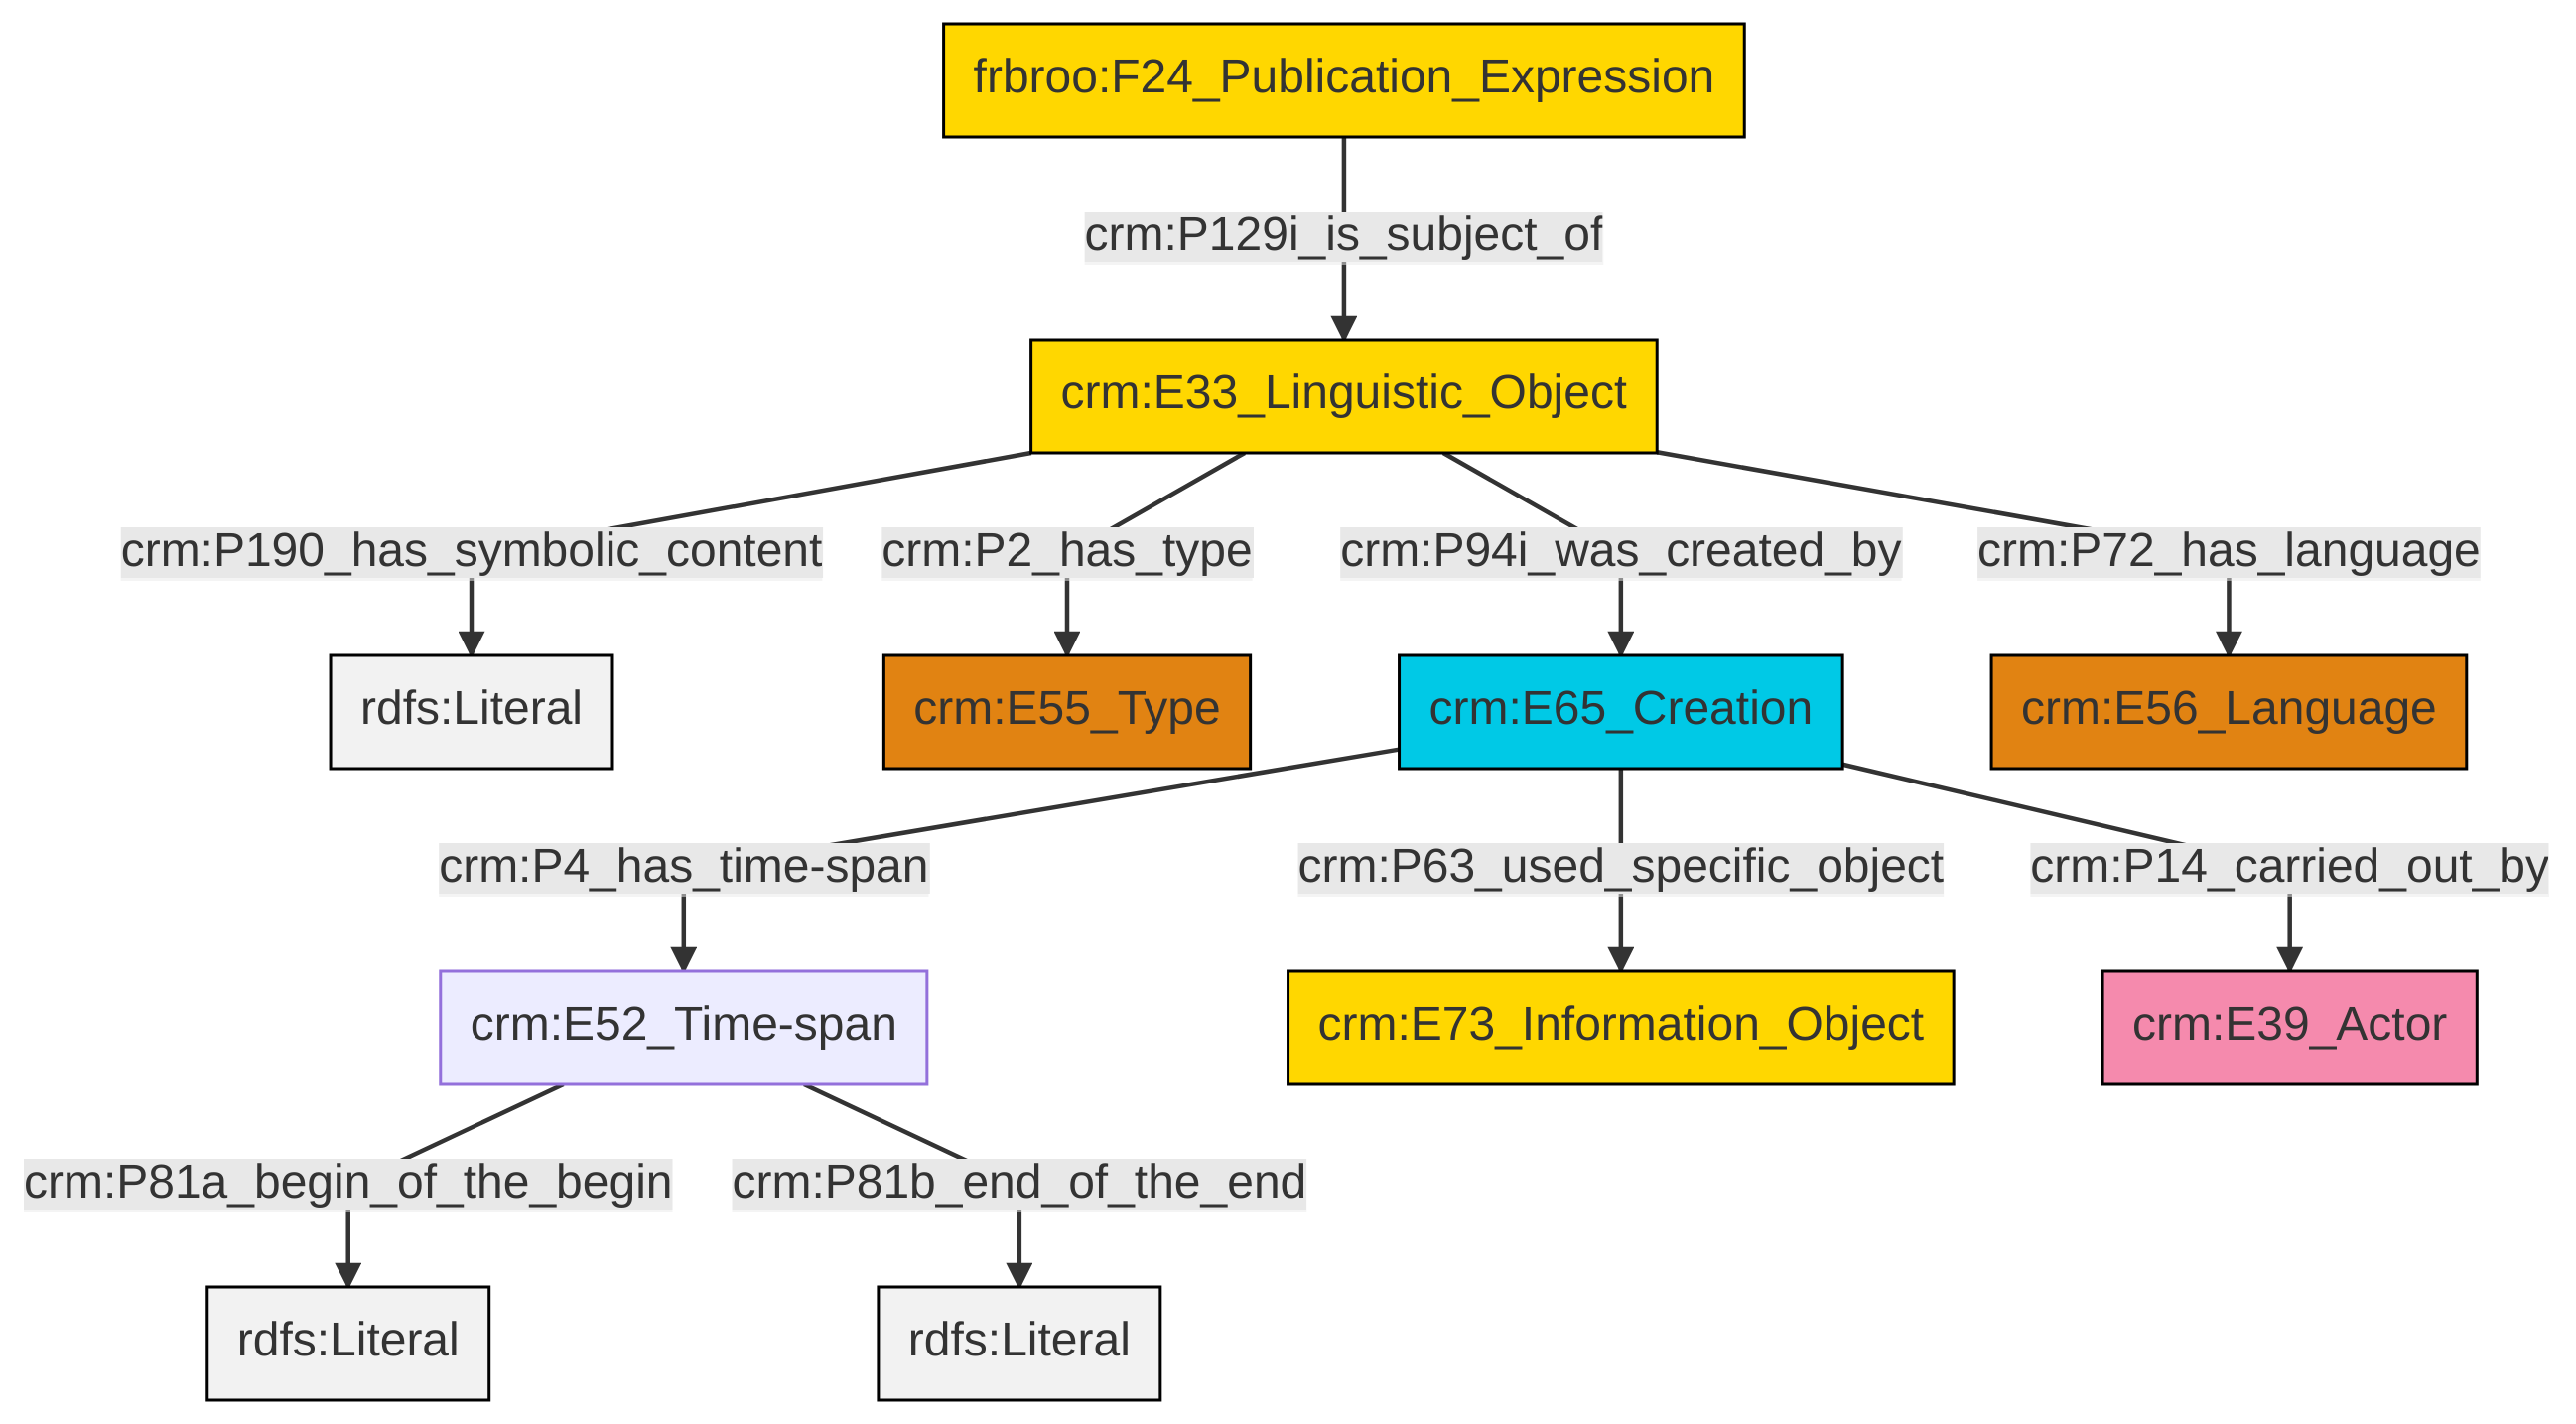 frbroo:F24_Publication_Expression
crm:P129i_is_subject_of
crm:E33_Linguistic_Object
crm:P190_has_symbolic_content
crm:P2_has_type
crm:P94i_was_created_by
crm:P72_has_language
rdfs:Literal
crm:E55_Type
crm:E65_Creation
crm:E56_Language
crm:P4_has_time-span
crm:P63_used_specific_object
crm:P14_carried_out_by
crm:E52_Time-span
crm:E73_Information_Object
crm:E39_Actor
crm:P81a_begin_of_the_begin
crm:P81b_end_of_the_end
rdfs:Literal
rdfs:Literal